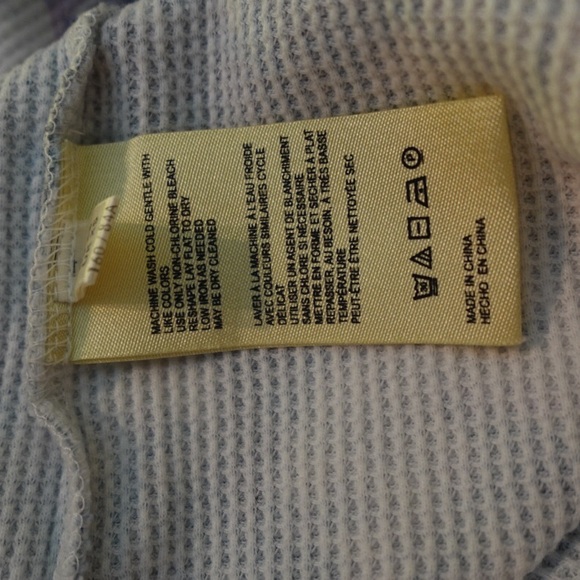 MACHINE WASH COLD GENTLE WITH
LIKE COLORS
USE ONLY NON-CHLORINE BLEACH
RESHAPE LAY FLAT TO DRY
LOW IRON AS NEEDED
MAY BE DRY CLEANED
LAVER À LA MACHINE À L'EAU FROIDE
AVEC COULEURS SIMILAIRES CYCLE
DÉLICAT
UTILISER UN AGENT DE BLANCHIMENT
SANS CHLORE SI NÉCESSAIRE
METTRE EN FORME ET SÉCHER À PLAT
REPASSER, AU BESOIN, À TRÈS BASSE
TEMPÉRATURE
PEUT-ÊTRE ÊTRE NETTOYÉE SEC
P
MADE IN CHINA
HECHO EN CHINA